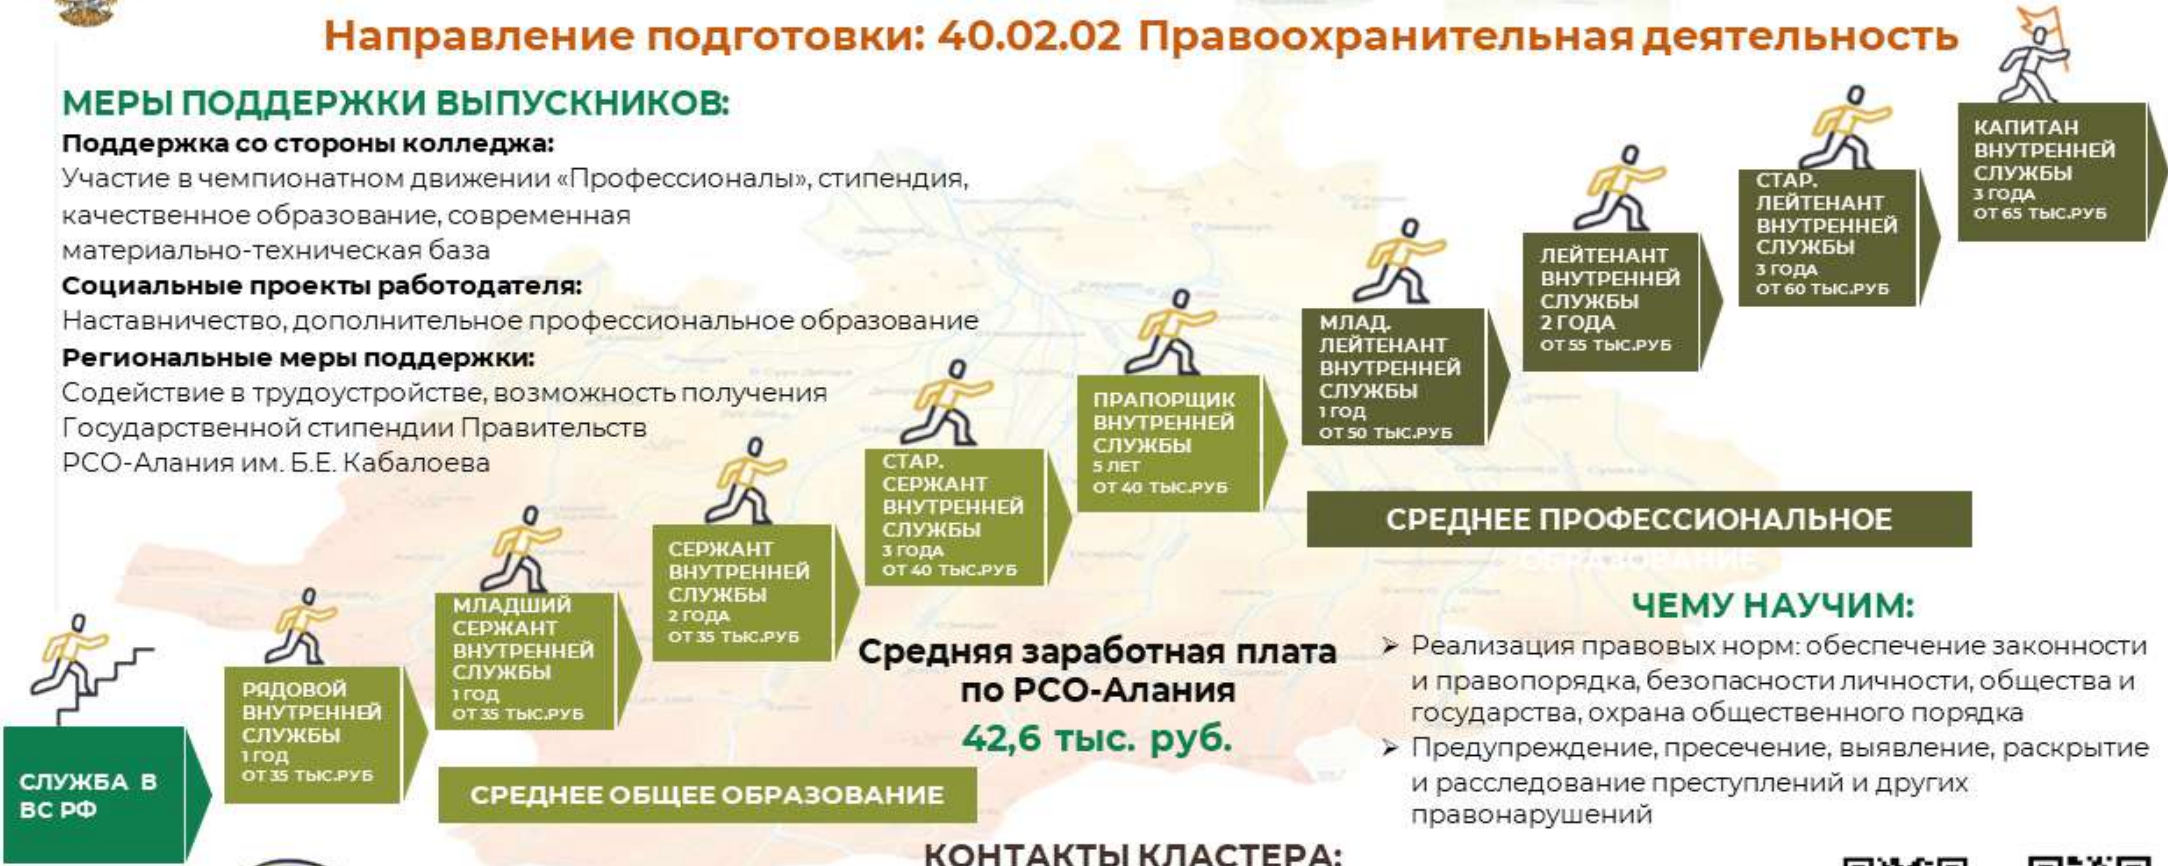 Направление подготовки: 40.02.02 Правоохранительная деятельность
МЕРЫ ПОДДЕРЖКИ ВЫПУСКНИКОВ:
Поддержка со стороны колледжа:
Участие в чемпионатном движении «Профессионалы», стипендия,
качественное образование, современная
материально-техническая база
Социальные проекты работодателя:
Наставничество, дополнительное профессиональное образование
Региональные меры поддержки:
Содействие в трудоустройстве, возможность получения
Государственной стипендии Правительств
РСО-Алания им. Б.Е. Кабалоева
СЛУЖБА В
ВС РФ
РЯДОВОЙ
ВНУТРЕННЕЙ
СЛУЖБЫ
1 ГОД
ОТ 35 ТЫС.РУБ
МЛАДШИЙ
СЕРЖАНТ
ВНУТРЕННЕЙ
СЛУЖБЫ
1 ГОД
ОТ 35 ТЫС.РУБ
СЕРЖАНТ
ВНУТРЕННЕЙ
СЛУЖБЫ
2 ГОДА
ОТ 35 ТЫС.РУБ
СТАР.
СЕРЖАНТ
ВНУТРЕННЕЙ
СЛУЖБЫ
3 ГОДА
ОТ 40 ТЫС.РУБ
ПРАПОРЩИК
ВНУТРЕННЕЙ
СЛУЖБЫ
5 ЛЕТ
ОТ 40 ТЫС.РУБ
МЛАД.
ЛЕЙТЕНАНТ
ВНУТРЕННЕЙ
СЛУЖБЫ
1 ГОД
ОТ 50 ТЫС.РУБ
ЛЕЙТЕНАНТ
ВНУТРЕННЕЙ
СЛУЖБЫ
2 ГОДА
ОТ 55 ТЫС.РУБ
СТАР.
ЛЕЙТЕНАНТ
ВНУТРЕННЕЙ
СЛУЖБЫ
3 ГОДА
ОТ 60 ТЫС.РУБ
КАПИТАН
ВНУТРЕННЕЙ
СЛУЖБЫ
3 ГОДА
ОТ 65 ТЫС.РУБ
СРЕДНЕЕ ОБЩЕЕ ОБРАЗОВАНИЕ
СРЕДНЕЕ ПРОФЕССИОНАЛЬНОЕ
ОБРАЗОВАНИЕ
Средняя заработная плата
по РСО-Алания
42,6 тыс. руб.
ЧЕМУ НАУЧИМ:
➢ Реализация правовых норм: обеспечение законности
и правопорядка, безопасности личности, общества и
государства, охрана общественного порядка
➢ Предупреждение, пресечение, выявление, раскрытие
и расследование преступлений и других
правонарушений
КОНТАКТЫ КЛАСТЕРА: